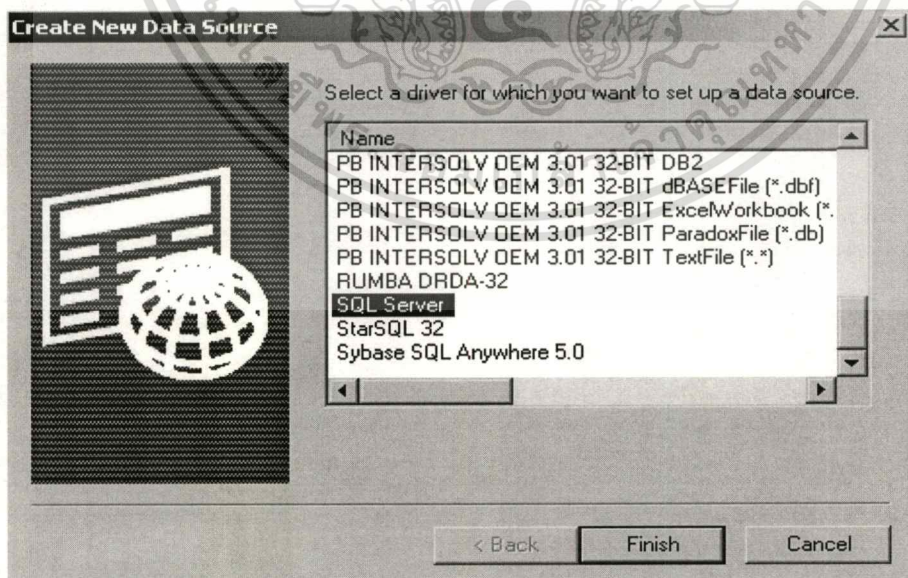 Create New Data Source
Select a driver for which you want to set up a data source.
Name
PB INTERSOLV OEM 3.01 32-BIT DB2
PB INTERSOLV OEM 3.01 32-BIT dBASEFile (*.dbf)
PB INTERSOLV OEM 3.01 32-BIT ExcelWorkbook (*.
PB INTERSOLV OEM 3.01 32-BIT ParadoxFile (*.db)
PB INTERSOLV OEM 3.01 32-BIT TextFile (*.*)
RUMBA DRDA-32
SQL Server
StarSQL 32
Sybase SQL Anywhere 5.0
< Back
Finish
Cancel